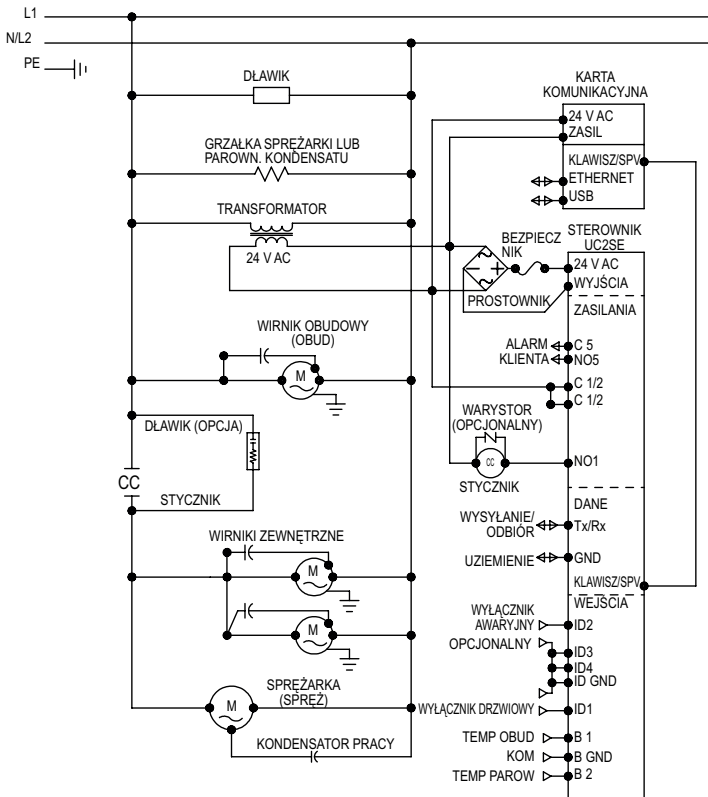 L1
N/L2
PE
DŁAWIK
KARTA
KOMUNIKACYJNA
24 V AC
ZASIL
KLAWISZ/SPV
ETHERNET
USB
GRZAŁKA SPRĘŻARKI LUB
PAROWN. KONDENSATU
TRANSFORMATOR
24 V AC
BEZPIECZ
NIK
PROSTOWNIK
STEROWNIK
UC2SE
24 V AC
WYJŚCIA
ZASILANIA
WIRNIK OBUDOWY
(OBUD)
M
ALARM
KLIENTA
C 5
NO5
C 1/2
C 1/2
DŁAWIK (OPCJA)
CC
STYCZNIK
WARYSTOR
(OPCJONALNY)
CC
STYCZNIK
NO1
DANE
WYSYŁANIE/
ODBIÓR
Tx/Rx
UZIEMIENIE
GND
KLAWISZ/SPV
WIRNIKI ZEWNĘTRZNE
M
M
WEJŚCIA
WYŁĄCZNIK
AWARYJNY
ID2
OPCJONALNY
ID3
ID4
ID GND
SPRĘŻARKA
(SPRĘŻ)
M
WYŁĄCZNIK DRZWIOWY
ID1
KONDENSATOR PRACY
TEMP OBUD
B 1
KOM
B GND
TEMP PAROW
B 2